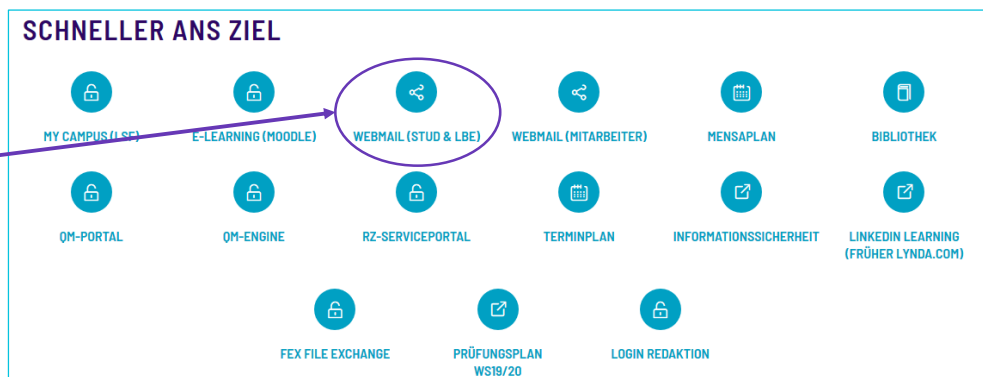 SCHNELLER ANS ZIEL
MY CAMPUS (LSF)
E-LEARNING (MOODLE)
WEBMAIL (STUD & LBE)
WEBMAIL (MITARBEITER)
MENSAPLAN
BIBLIOTHEK
QM-PORTAL
QM-ENGINE
RZ-SERVICEPORTAL
TERMINPLAN
INFORMATIONSSICHERHEIT
LINKEDIN LEARNING
(FRÜHER LYNDA.COM)
FEX FILE EXCHANGE
PRÜFUNGSPLAN
WS19/20
LOGIN REDAKTION